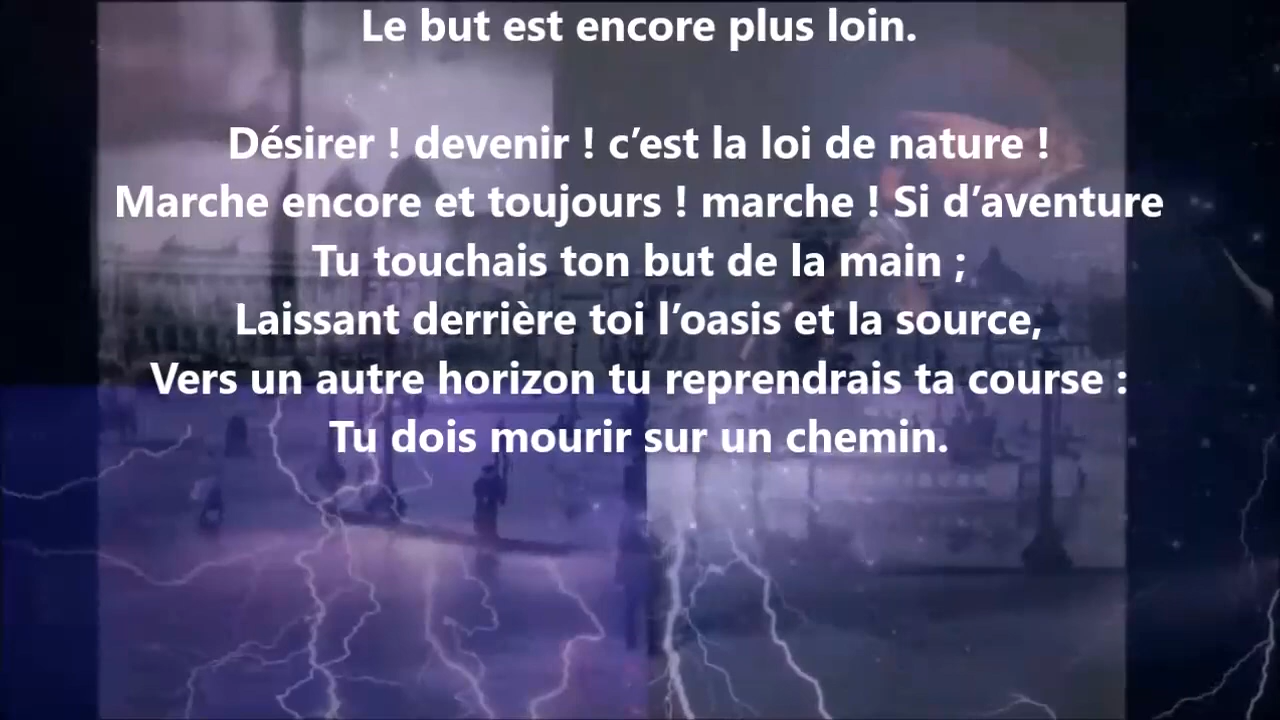 Le but est encore plus loin.
Désirer ! devenir ! c’est la loi de nature !
Marche encore et toujours ! marche ! Si d’aventure
Tu touchais ton but de la main ;
Laissant derrière toi l’oasis et la source,
Vers un autre horizon tu reprendrais ta course :
Tu dois mourir sur un chemin.